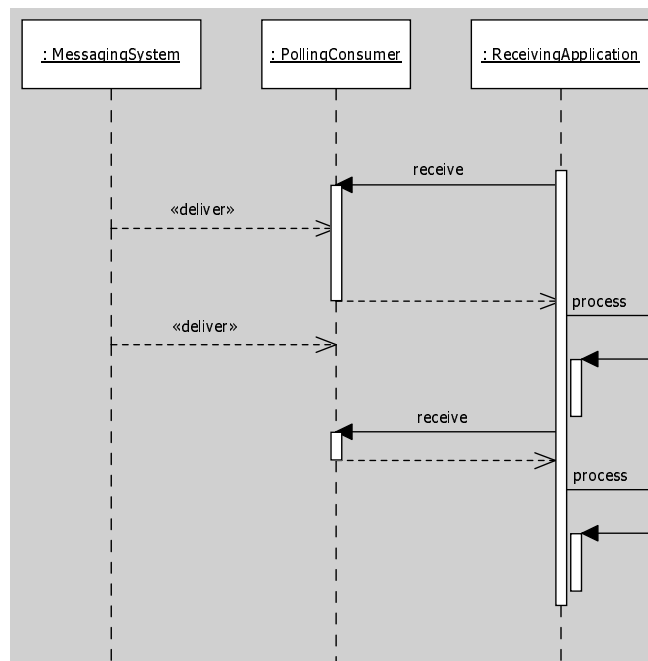 : MessagingSystem
: PollingConsumer
: ReceivingApplication
receive
«deliver»
process
«deliver»
receive
process